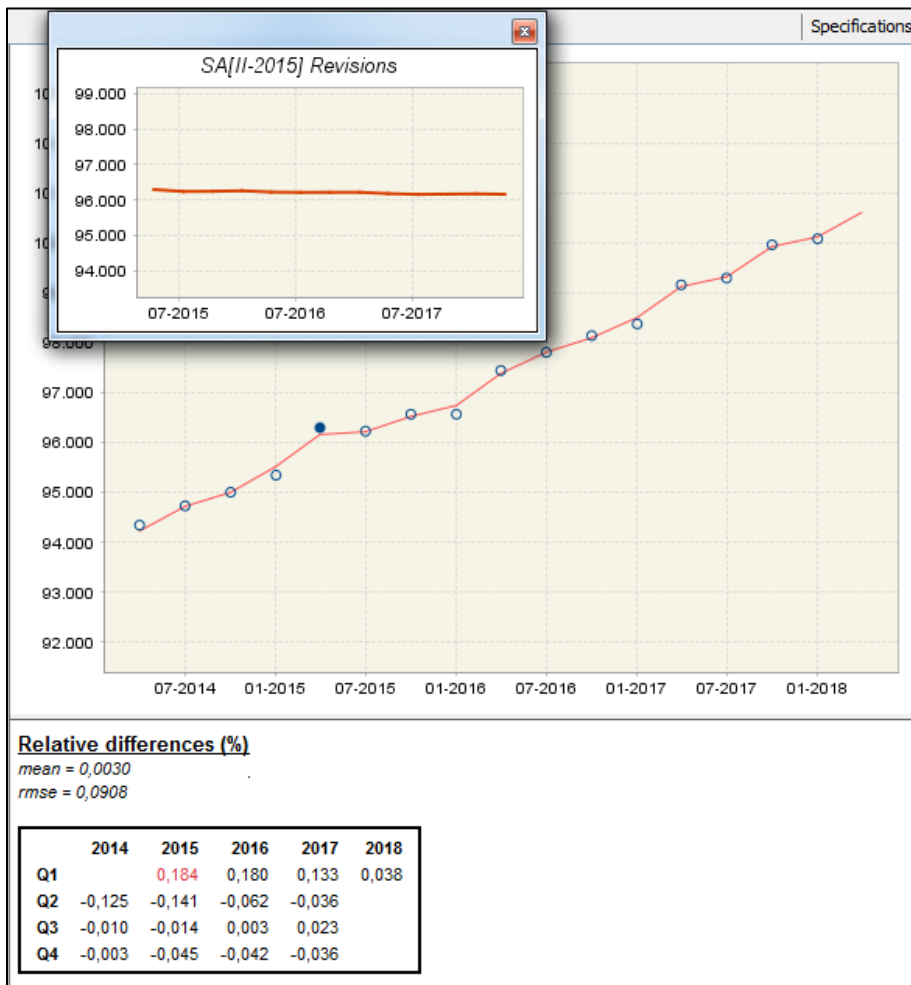 Specifications
SA[II-2015] Revisions
99.000
98.000
97.000
96.000
95.000
94.000
07-2015 07-2016 07-2017
98.000
97.000
96.000
95.000
94.000
93.000
92.000
07-2014 01-2015 07-2015 01-2016 07-2016 01-2017 07-2017 01-2018
Relative differences (%)
mean = 0,0030
rmse = 0,0908
2014 2015 2016 2017 2018
Q1 0,184 0,180 0,133 0,038
Q2 -0,125 -0,141 -0,062 -0,036
Q3 -0,010 -0,014 0,003 0,023
Q4 -0,003 -0,045 -0,042 -0,036